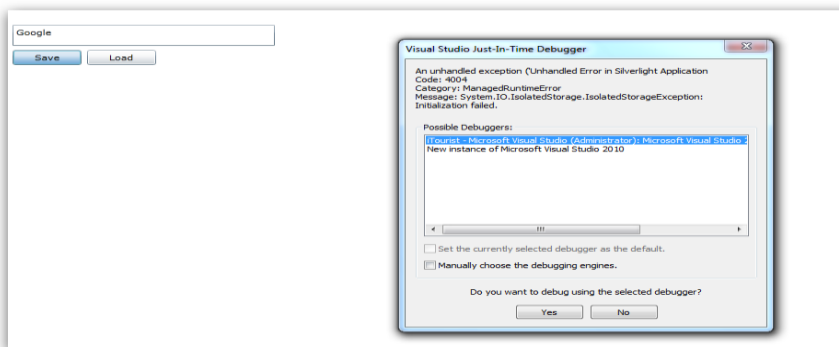 Google
Save Load
Visual Studio Just-In-Time Debugger
An unhandled exception ('Unhandled Error in Silverlight Application
Code: 4004
Category: ManagedRuntimeError
Message: System.IO.IsolatedStorage.IsolatedStorageException:
Initialization failed.
Possible Debuggers:
iTourist - Microsoft Visual Studio (Administrator): Microsoft Visual Studio
New instance of Microsoft Visual Studio 2010
Set the currently selected debugger as the default.
Manually choose the debugging engines.
Do you want to debug using the selected debugger?
Yes No